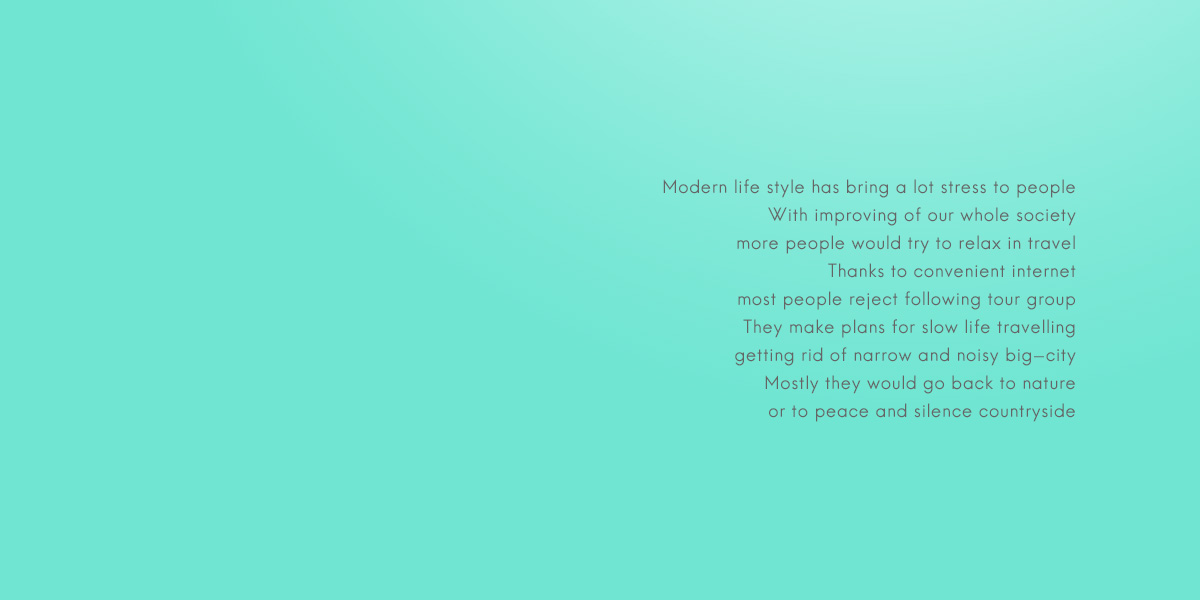 Modern life style has bring a lot stress to people
With improving of our whole society
more people would try to relax in travel
Thanks to convenient internet
most people reject following tour group
They make plans for slow life travelling
getting rid of narrow and noisy big–city
Mostly they would go back to nature
or to peace and silence countryside